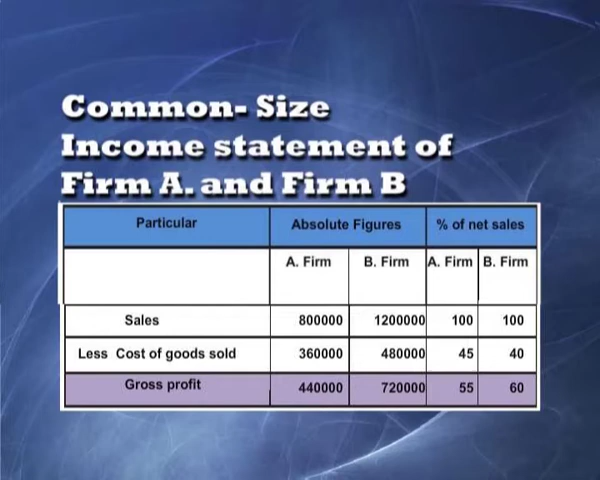 Common- Size
Income statement of
Firm A. and Firm B
Particular Absolute Figures % of net sales
A. Firm B. Firm A. Firm B. Firm
Sales 800000 1200000 100 100
Less Cost of goods sold 360000 480000 45 40
Gross profit 440000 720000 55 60